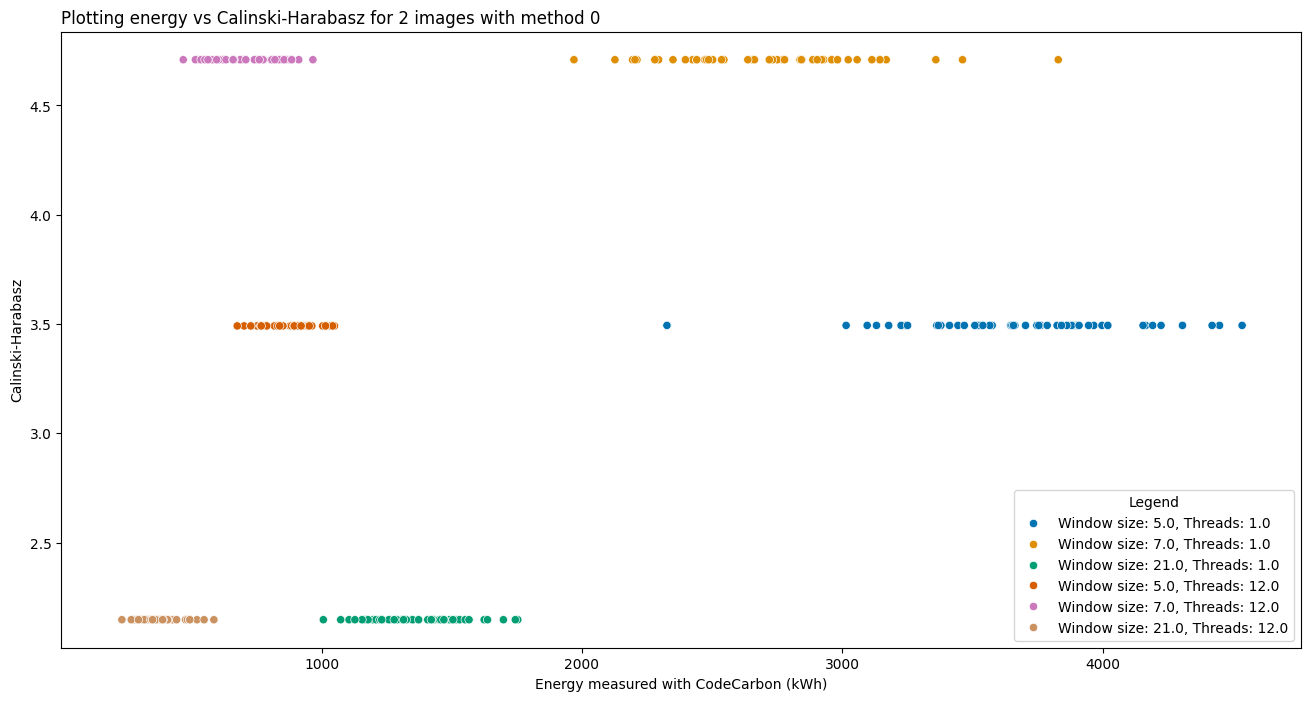 Plotting energy vs Calinski-Harabasz for 2 images with method 0
Calinski-Harabasz
4.5
4.0
3.5
3.0
2.5
1000
2000
3000
4000
Energy measured with CodeCarbon (kWh)
Legend
Window size: 5.0, Threads: 1.0
Window size: 7.0, Threads: 1.0
Window size: 21.0, Threads: 1.0
Window size: 5.0, Threads: 12.0
Window size: 7.0, Threads: 12.0
Window size: 21.0, Threads: 12.0